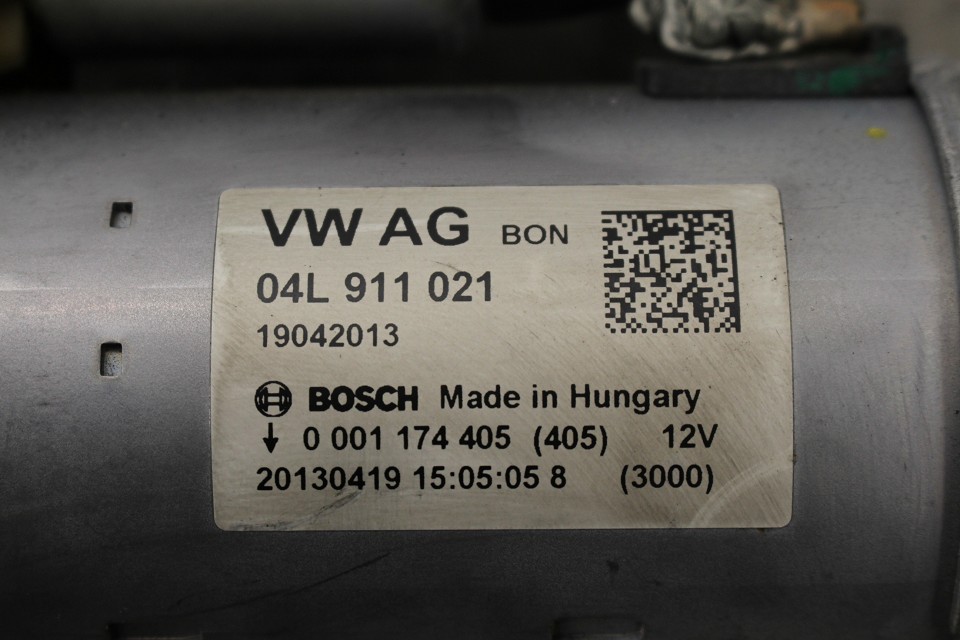 VW AG BON
04L 911 021
19042013
BOSCH Made in Hungary
↓ 0 001 174 405 (405) 12V
20130419 15:05:05 8 (3000)